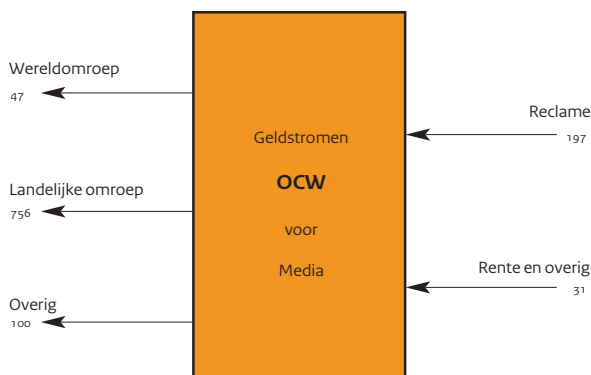 Wereldomroep
47
Landelijke omroep
756
Overig
100
Geldstromen
OCW
voor
Media
Reclame
197
Rente en overig
31